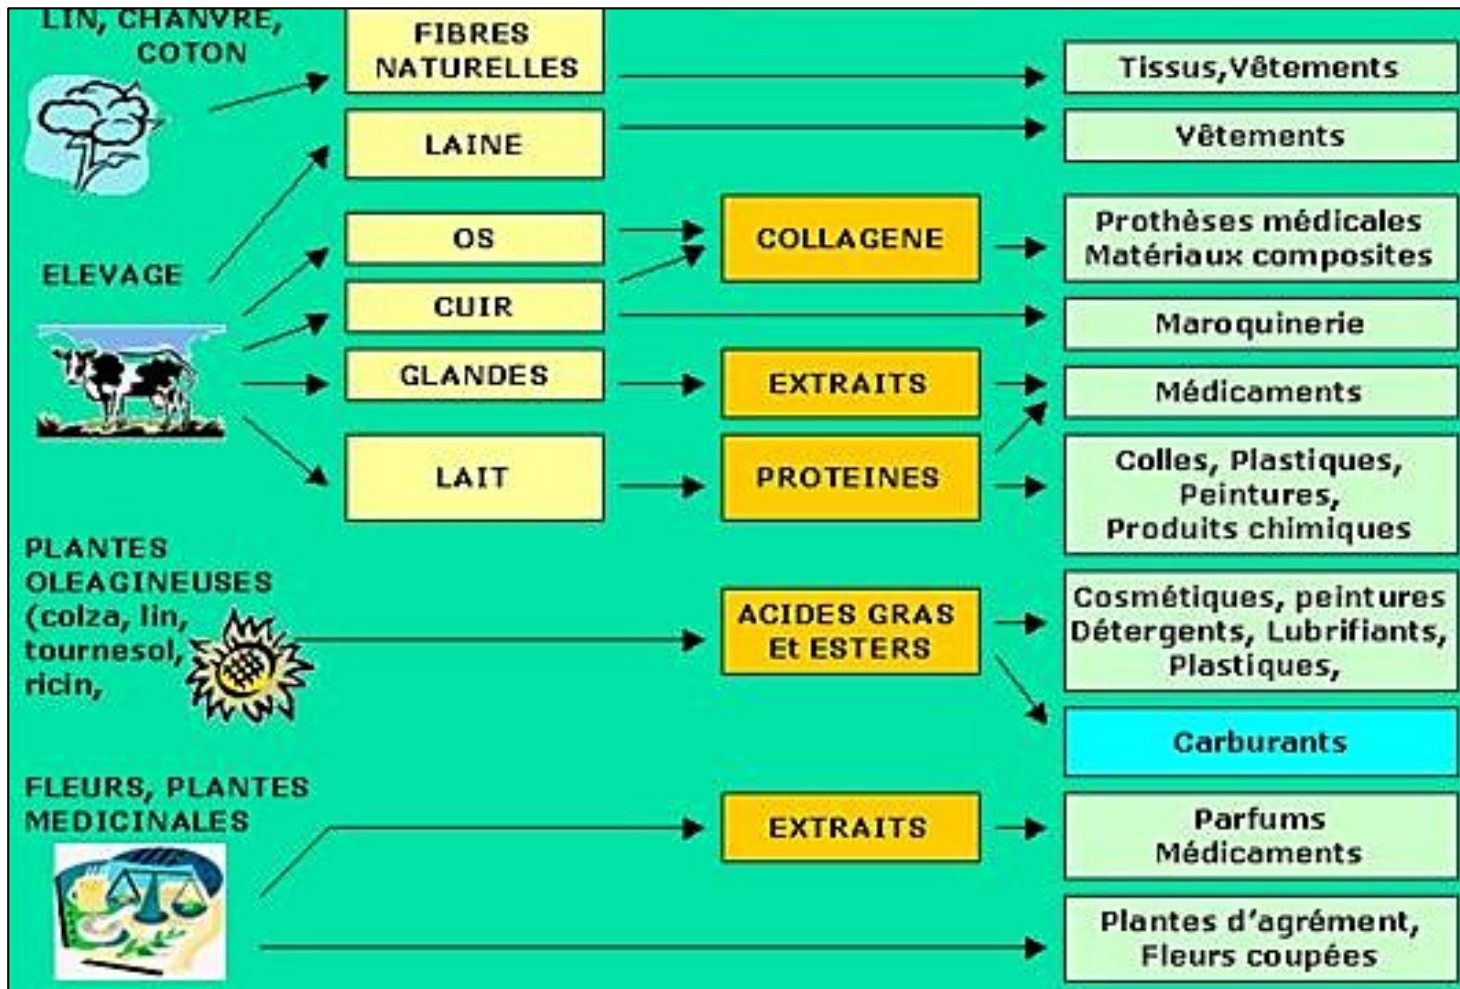 LIN, CHANVRE,
COTON
FIBRES
NATURELLES
Tissus,Vêtements
LAINE
Vêtements
ELEVAGE
OS
COLLAGENE
Prothèses médicales
Matériaux composites
CUIR
Maroquinerie
GLANDES
EXTRAITS
Médicaments
LAIT
PROTEINES
Colles, Plastiques,
Peintures,
Produits chimiques
PLANTES
OLEAGINEUSES
(colza, lin,
tournesol,
ricin,
ACIDES GRAS
Et ESTERS
Cosmétiques, peintures
Détergents, Lubrifiants,
Plastiques,
Carburants
FLEURS, PLANTES
MEDICINALES
EXTRAITS
Parfums
Médicaments
Plantes d’agrément,
Fleurs coupées